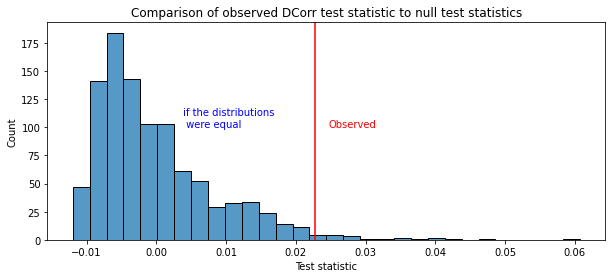 Comparison of observed DCorr test statistic to null test statistics
175
150
125
100
75
50
25
0
Count
if the distributions
were equal
Observed
−0.01
0.00
0.01
0.02
0.03
0.04
0.05
0.06
Test statistic